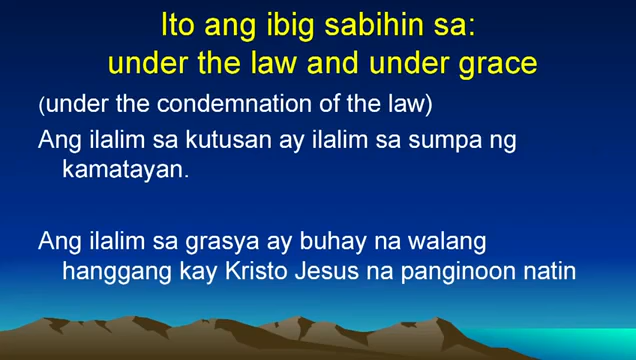 Ito ang ibig sabihin sa:
under the law and under grace
(under the condemnation of the law)
Ang ilalim sa kutusan ay ilalim sa sumpa ng
kamatayan.
Ang ilalim sa grasya ay buhay na walang
hanggang kay Kristo Jesus na panginoon natin